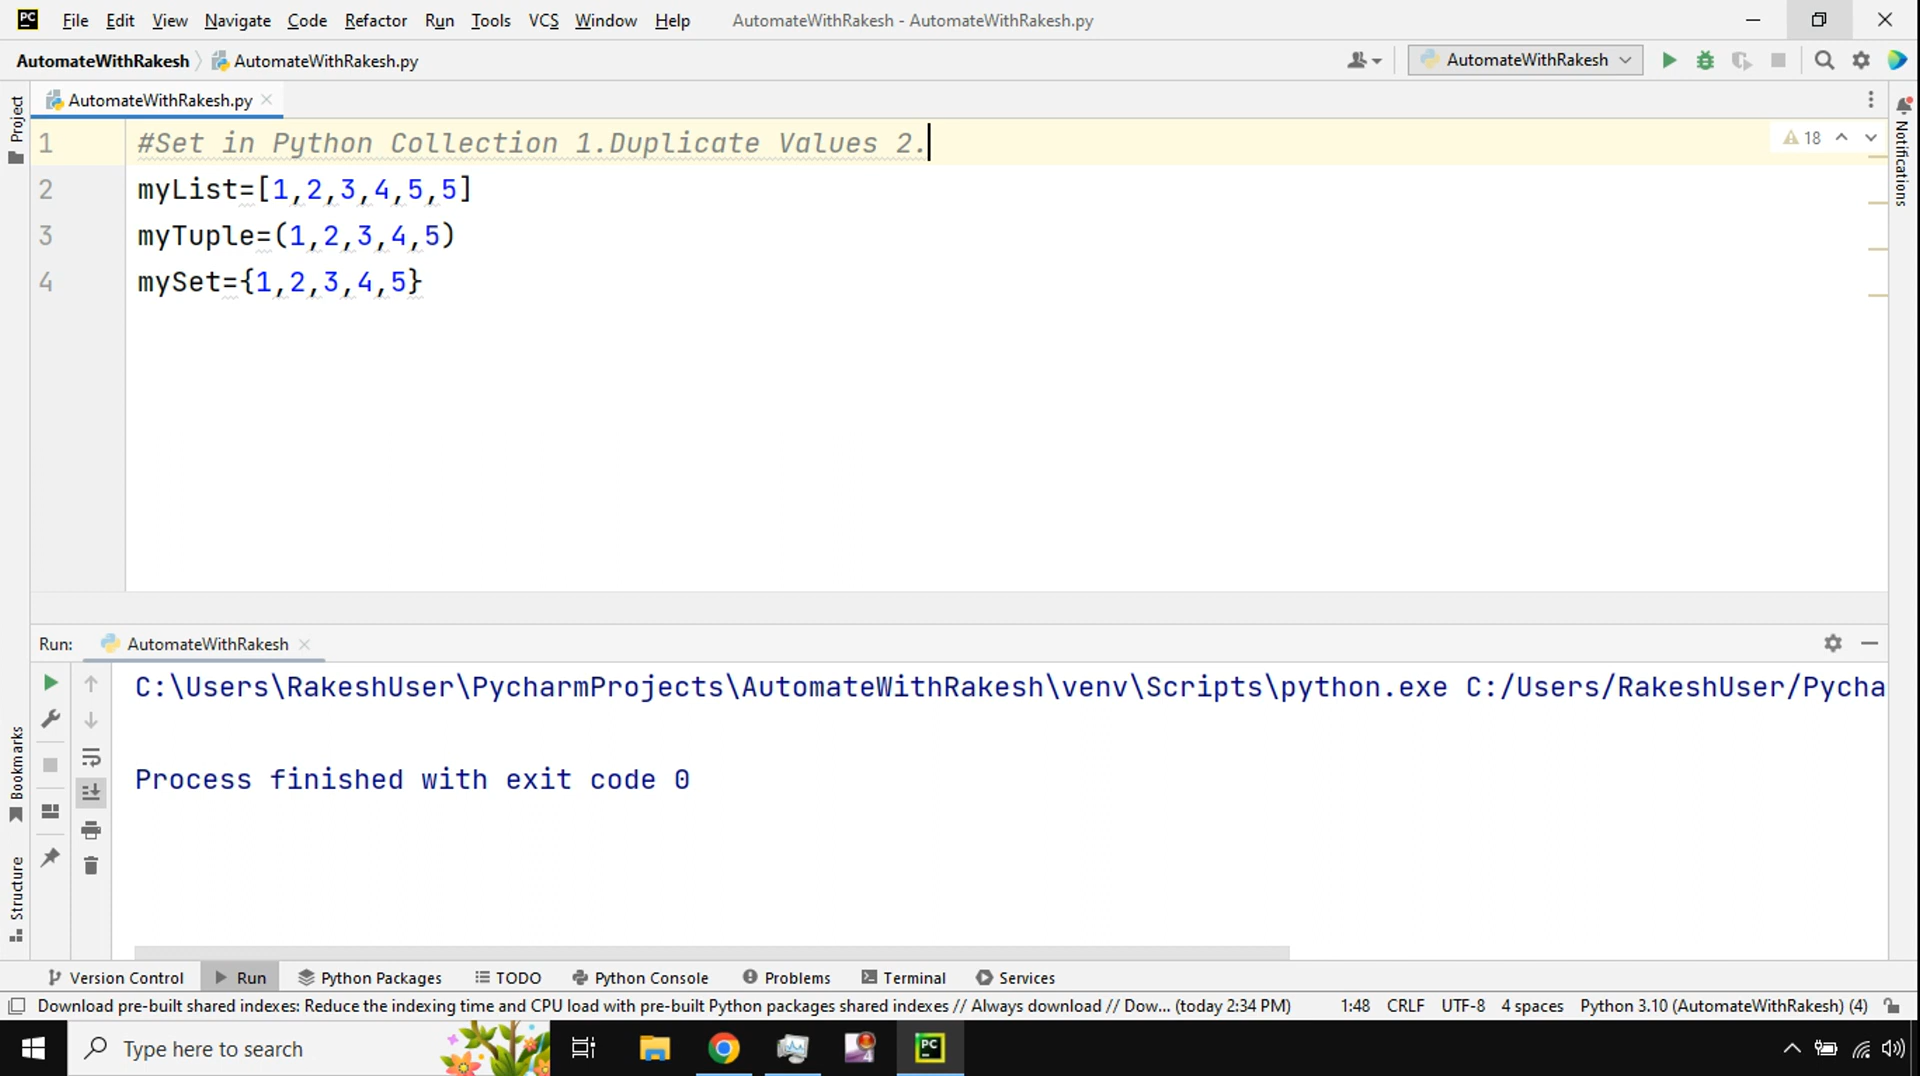 PC File Edit View Navigate Code Refactor Run Tools VCS Window Help AutomateWithRakesh - AutomateWithRakesh.py
AutomateWithRakesh AutomateWithRakesh.py AutomateWithRakesh
Project
AutomateWithRakesh.py
Notifications
1 #Set in Python Collection 1.Duplicate Values 2.
18
2 myList=[1,2,3,4,5,5]
3 myTuple=(1,2,3,4,5)
4 mySet={1,2,3,4,5}
Run: AutomateWithRakesh
C:\Users\RakeshUser\PycharmProjects\AutomateWithRakesh\venv\Scripts\python.exe C:/Users/RakeshUser/Pycha
Process finished with exit code 0
Bookmarks
Structure
Version Control Run Python Packages TODO Python Console Problems Terminal Services
Download pre-built shared indexes: Reduce the indexing time and CPU load with pre-built Python packages shared indexes // Always download // Dow... (today 2:34 PM) 1:48 CRLF UTF-8 4 spaces Python 3.10 (AutomateWithRakesh) (4)
Type here to search 4 PC